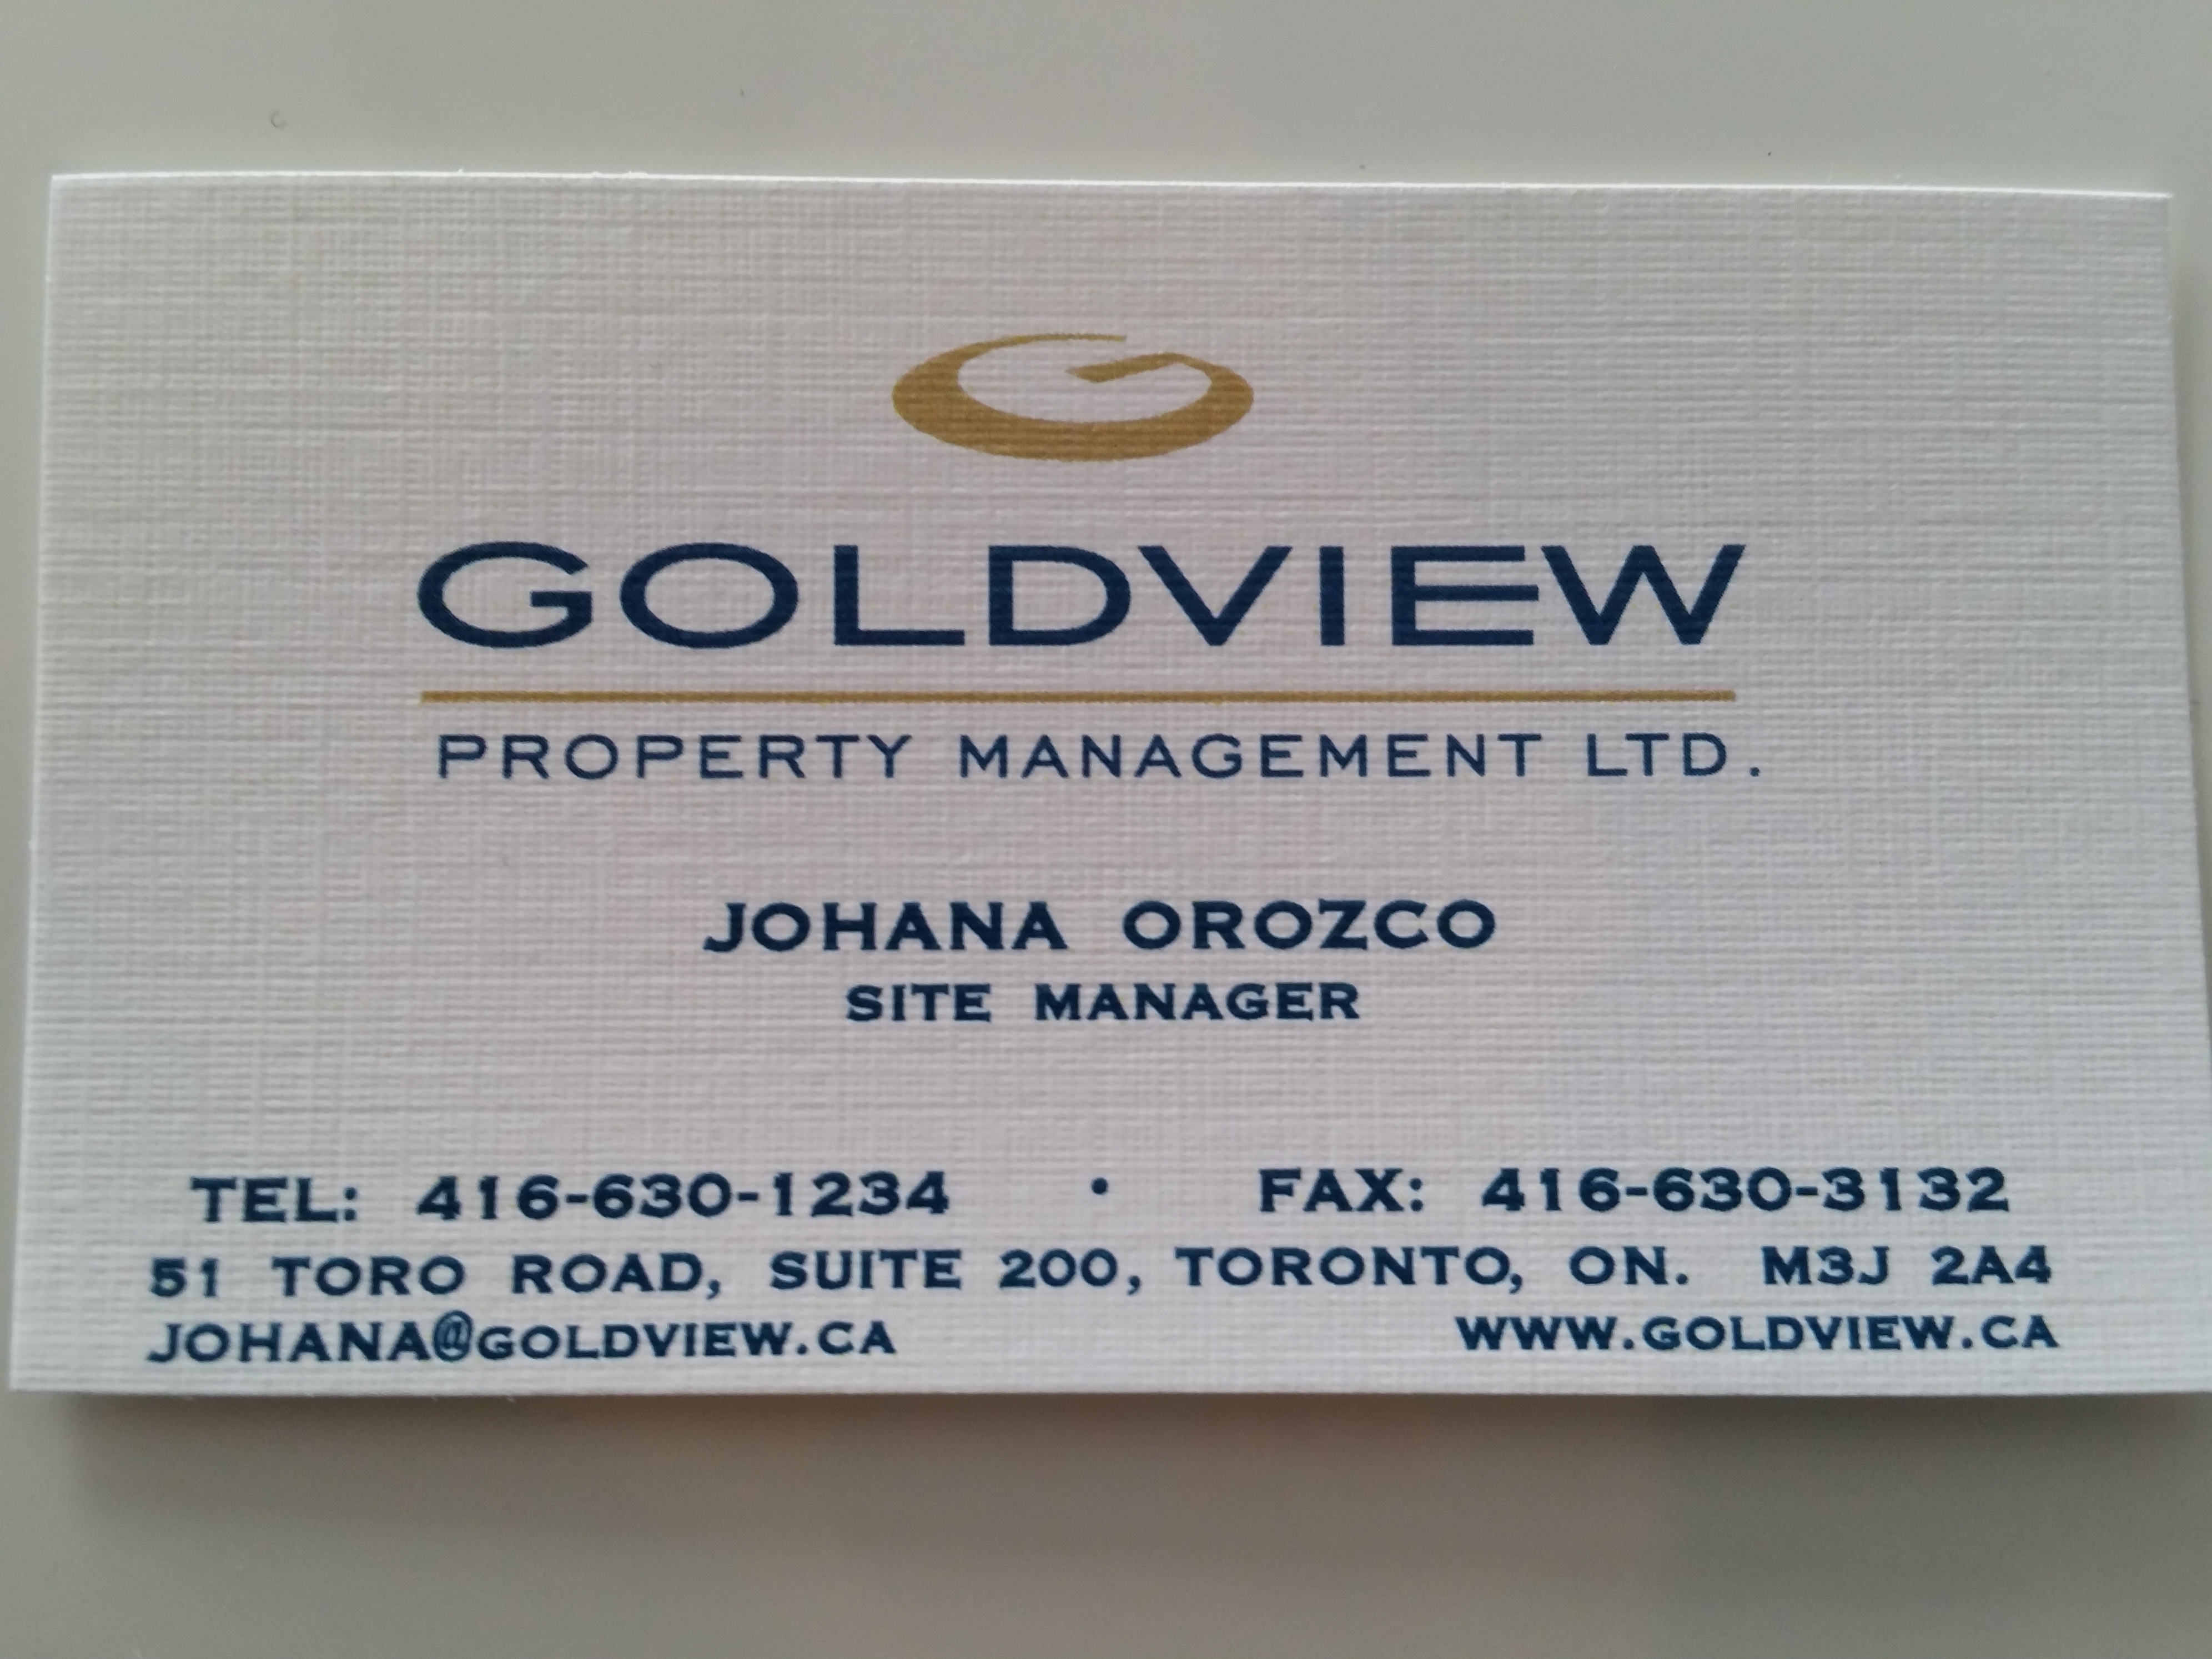 GOLDVIEW
PROPERTY MANAGEMENT LTD.
JOHANA OROZCO
SITE MANAGER
TEL: 416-630-1234 • FAX: 416-630-3132
51 TORO ROAD, SUITE 200, TORONTO, ON. M3J 2A4
JOHANA@GOLDVIEW.CA WWW.GOLDVIEW.CA